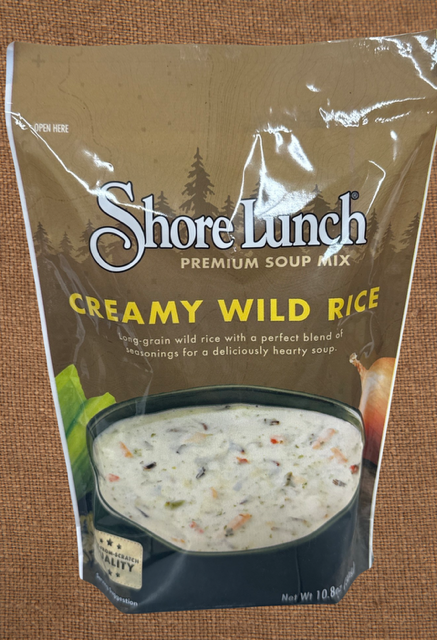 OPEN HERE
Shore Lunch®
PREMIUM SOUP MIX
CREAMY WILD RICE
Long-grain wild rice with a perfect blend of
seasonings for a deliciously hearty soup.
QUALITY
Net Wt 10.8